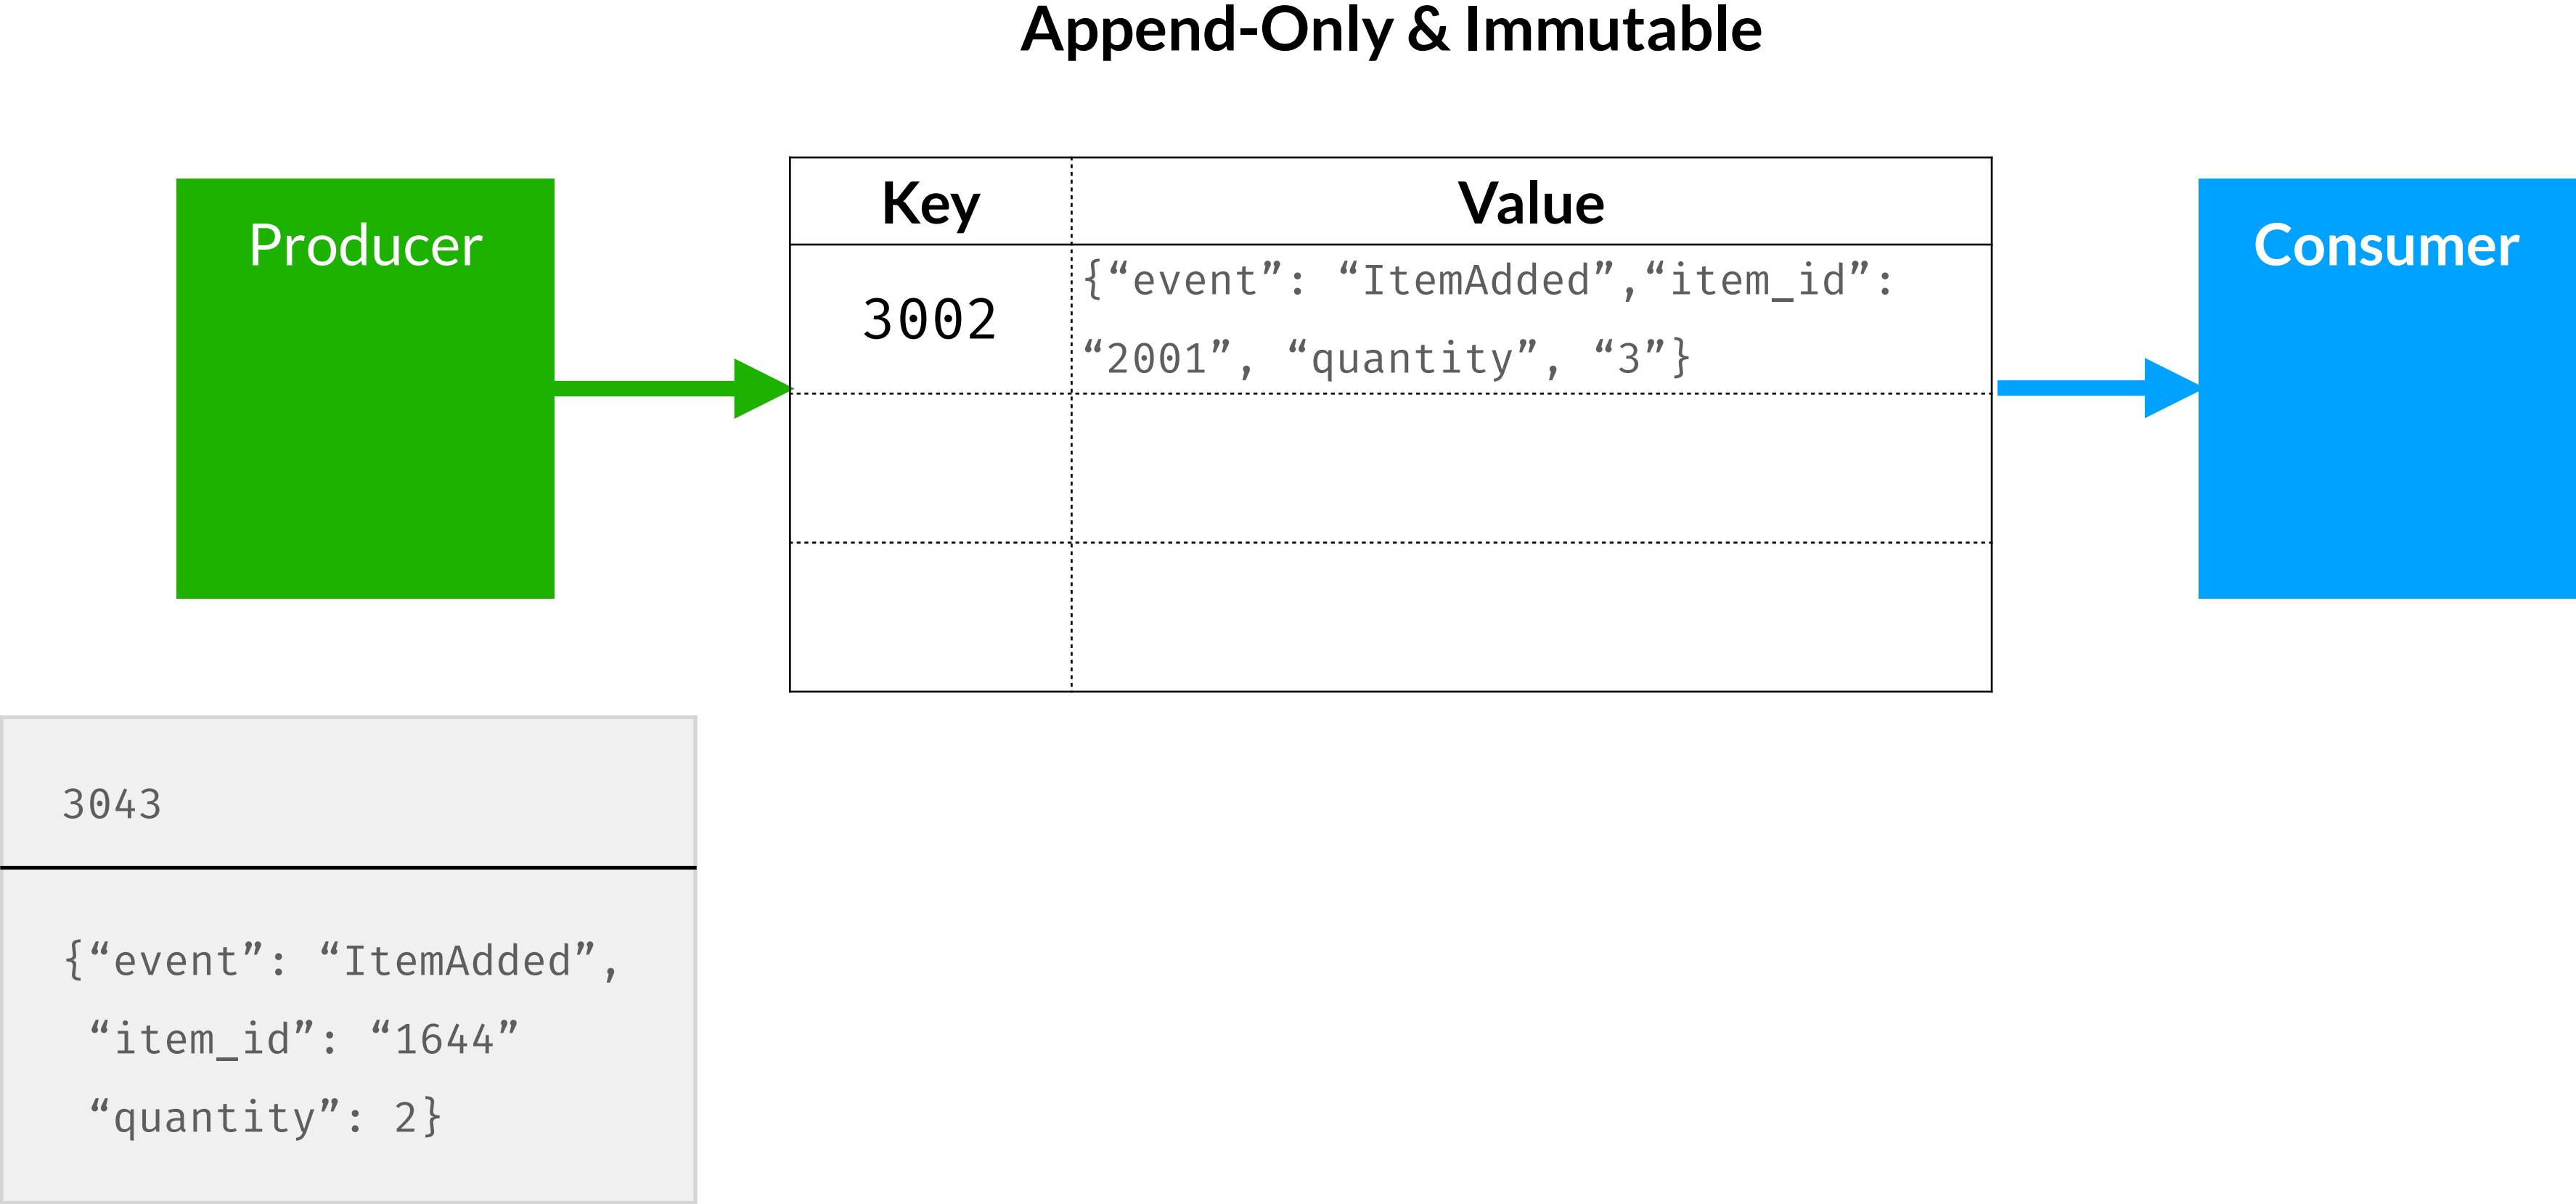 Append-Only & Immutable
Producer
Key
Value
3002
{“event”: “ItemAdded”,“item_id”:
“2001”, “quantity”, “3”}
Consumer
3043
{“event”: “ItemAdded”,
“item_id”: “1644”
“quantity”: 2}